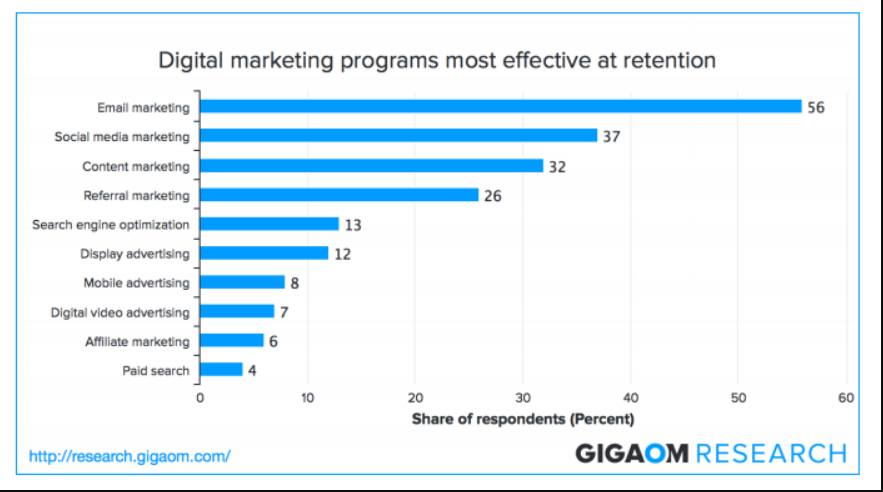 Digital marketing programs most effective at retention
Email marketing 56
Social media marketing 37
Content marketing 32
Referral marketing 26
Search engine optimization 13
Display advertising 12
Mobile advertising 8
Digital video advertising 7
Affiliate marketing 6
Paid search 4
0 10 20 30 40 50 60
Share of respondents (Percent)
http://research.gigaom.com/ GIGAOM RESEARCH